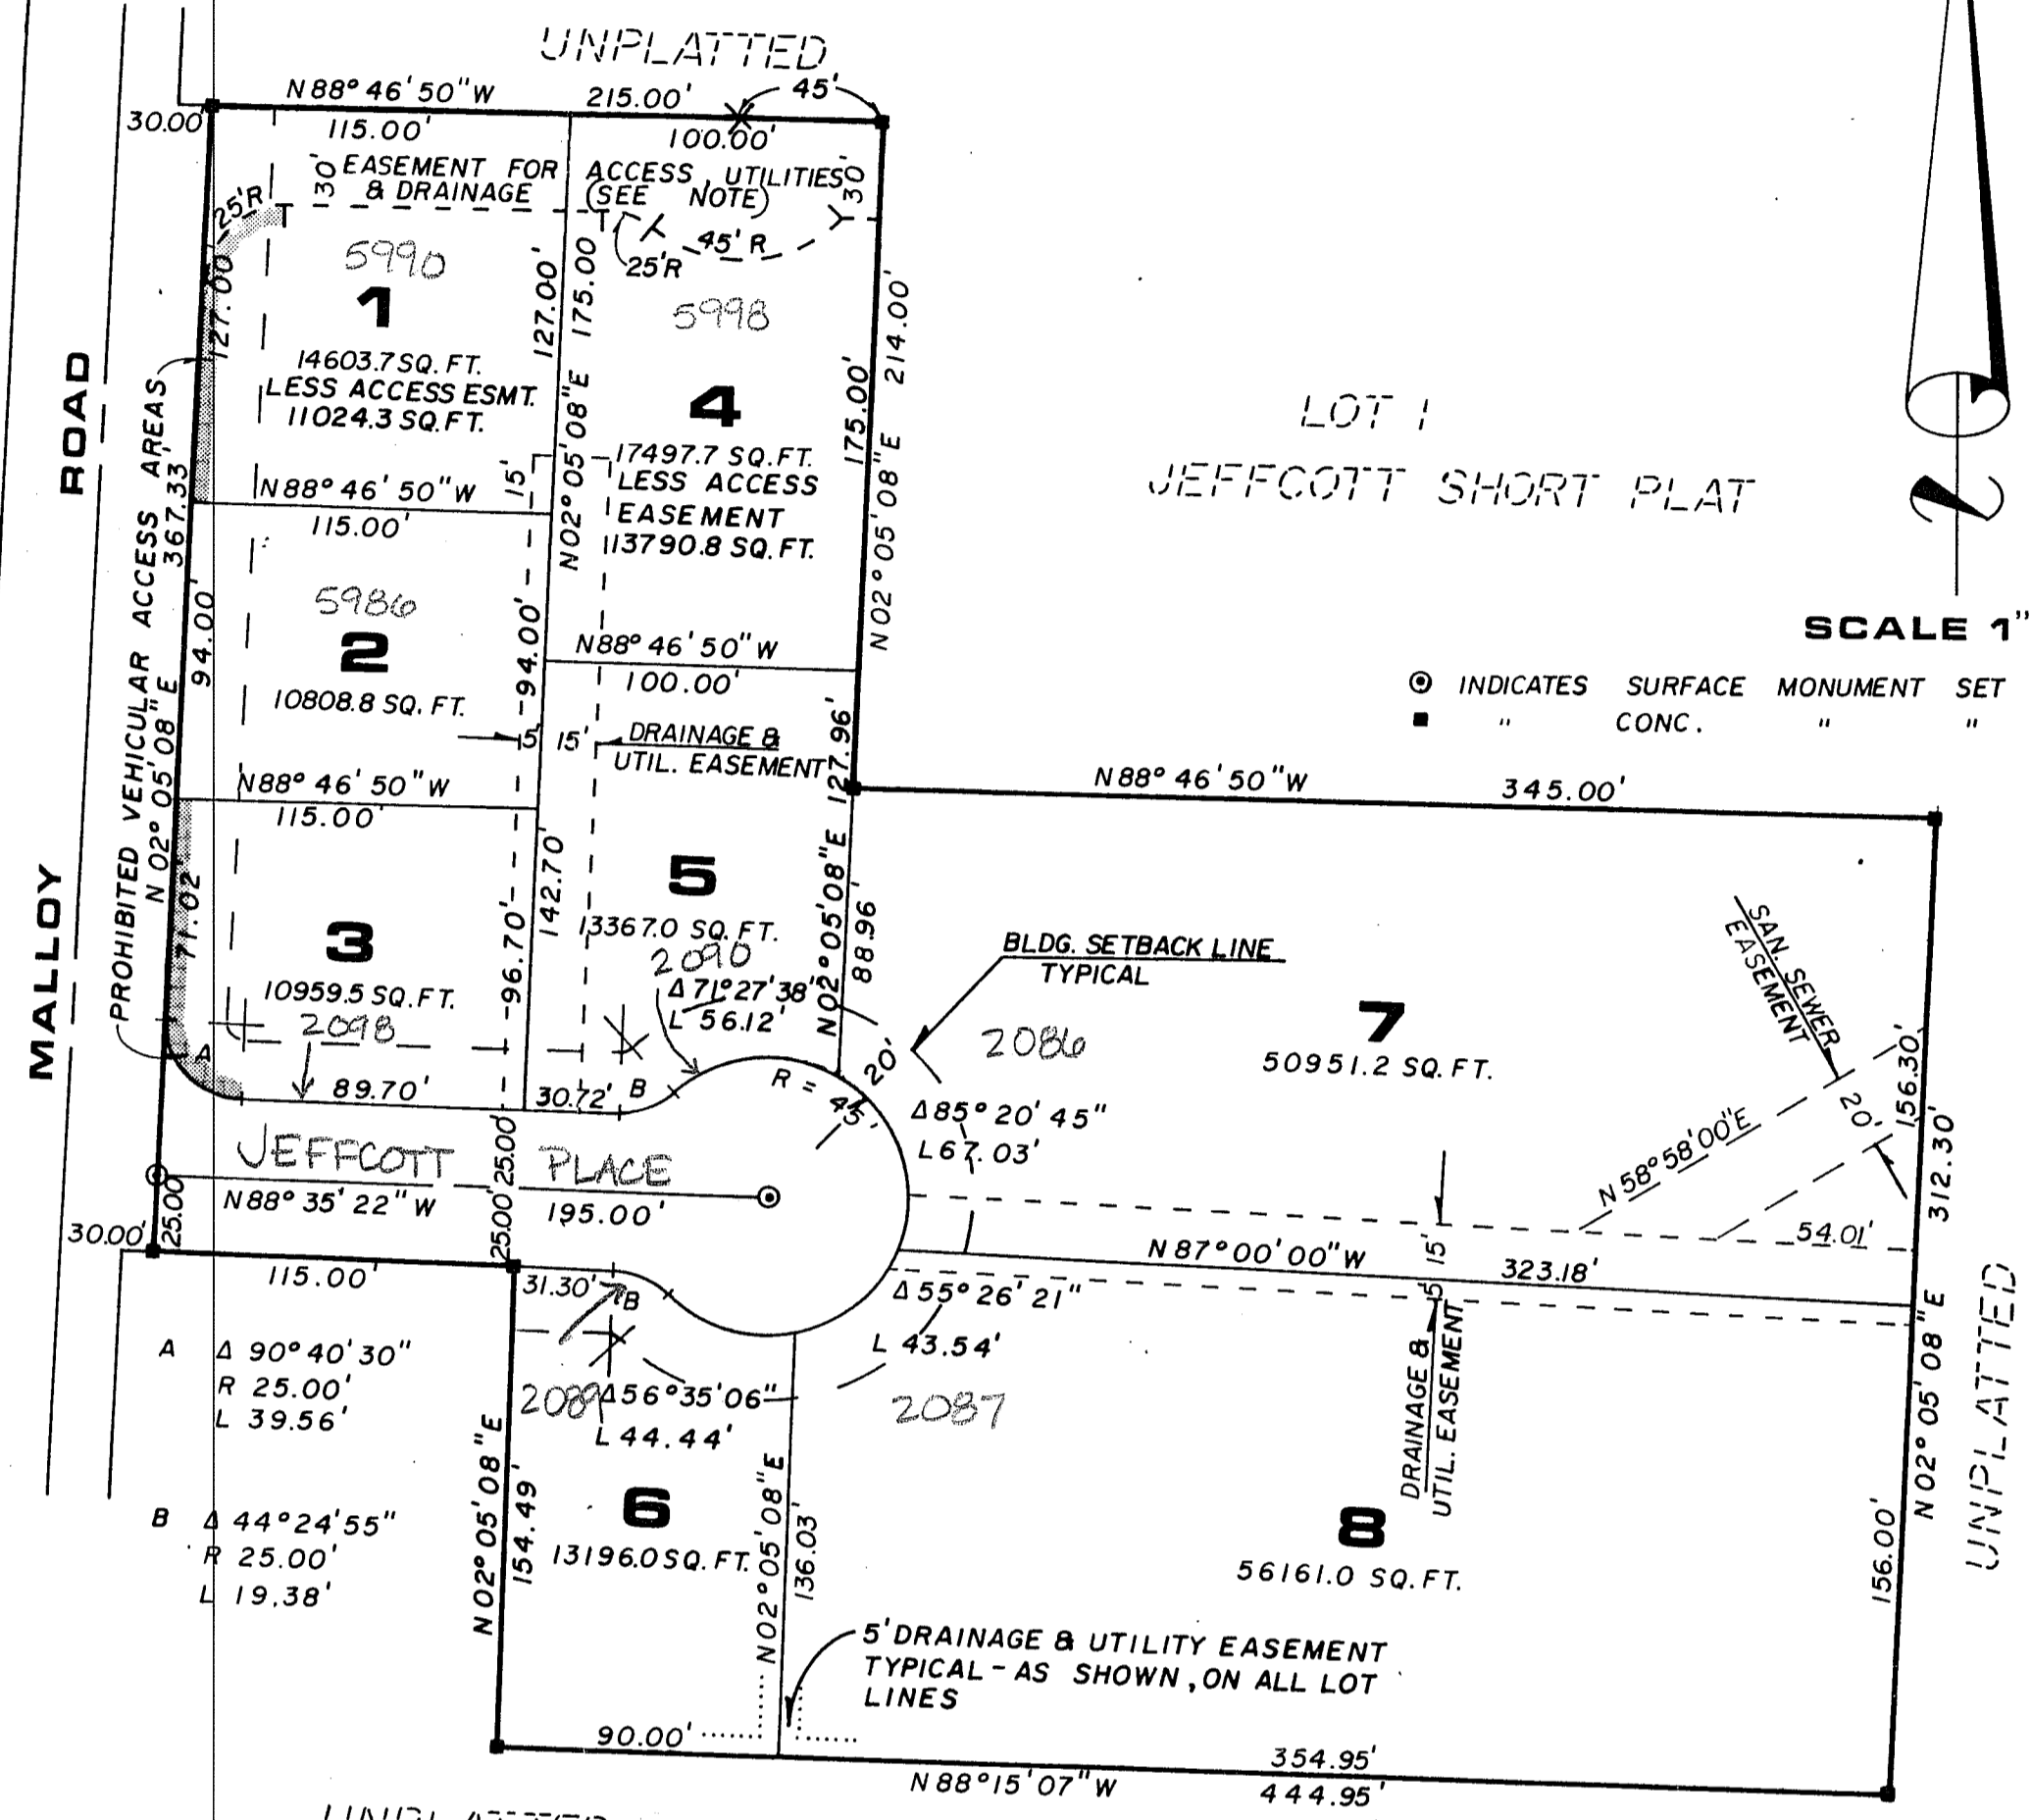 UNPLATTED
N88° 46' 50" W
215.00'
45'
30.00'
115.00'
100.00'
30' EASEMENT FOR ACCESS, UTILITIES
& DRAINAGE (SEE NOTE)
30'
25'R
T
T
45' R
25'R
5990
1
14603.7 SQ. FT.
LESS ACCESS ESMT.
11024.3 SQ. FT.
127.00'
127.00'
N02° 05' 08" E 175.00'
5998
4
17497.7 SQ. FT.
LESS ACCESS
EASEMENT
13790.8 SQ. FT.
175.00'
N02° 05' 08" E 214.00'
LOT 1
JEFFCOTT SHORT PLAT
ROAD
MALLOY
PROHIBITED VEHICULAR ACCESS AREAS
N 02° 05' 08" E 367.33'
N88° 46' 50" W
115.00'
15'
94.00'
5986
2
10808.8 SQ. FT.
94.00'
N88° 46' 50" W
100.00'
5' 15'
DRAINAGE &
UTIL. EASEMENT
127.96'
SCALE 1"
INDICATES SURFACE MONUMENT SET
" CONC. " "
N88° 46' 50" W
345.00'
N88° 46' 50" W
115.00'
71.02'
3
10959.5 SQ. FT.
2098
96.70'
142.70'
5
13367.0 SQ. FT.
2090
Δ 71° 27' 38"
L 56.12'
N02° 05' 08" E
88.96'
BLDG. SETBACK LINE
TYPICAL
20'
2086
7
50951.2 SQ. FT.
SAN. SEWER
EASEMENT
156.30'
20'
N 58° 58' 00" E
312.30'
54.01'
A
89.70'
30.72'
B
R = 45'
Δ 85° 20' 45"
L 67.03'
JEFFCOTT PLACE
25.00' 25.00'
N88° 35' 22" W
195.00'
30.00'
25.00'
115.00'
31.30'
B
N 87° 00' 00" W
323.18'
15'
5'
DRAINAGE &
UTIL. EASEMENT
Δ 55° 26' 21"
L 43.54'
A Δ 90° 40' 30"
R 25.00'
L 39.56'
B Δ 44° 24' 55"
R 25.00'
L 19.38'
2089
Δ 56° 35' 06"
L 44.44'
2087
N02° 05' 08" E
154.49'
6
13196.0 SQ. FT.
N02° 05' 08" E
136.03'
8
56161.0 SQ. FT.
N 02° 05' 08" E
156.00'
UNPLATTED
5' DRAINAGE & UTILITY EASEMENT
TYPICAL - AS SHOWN, ON ALL LOT
LINES
90.00'
354.95'
N 88° 15' 07" W
444.95'